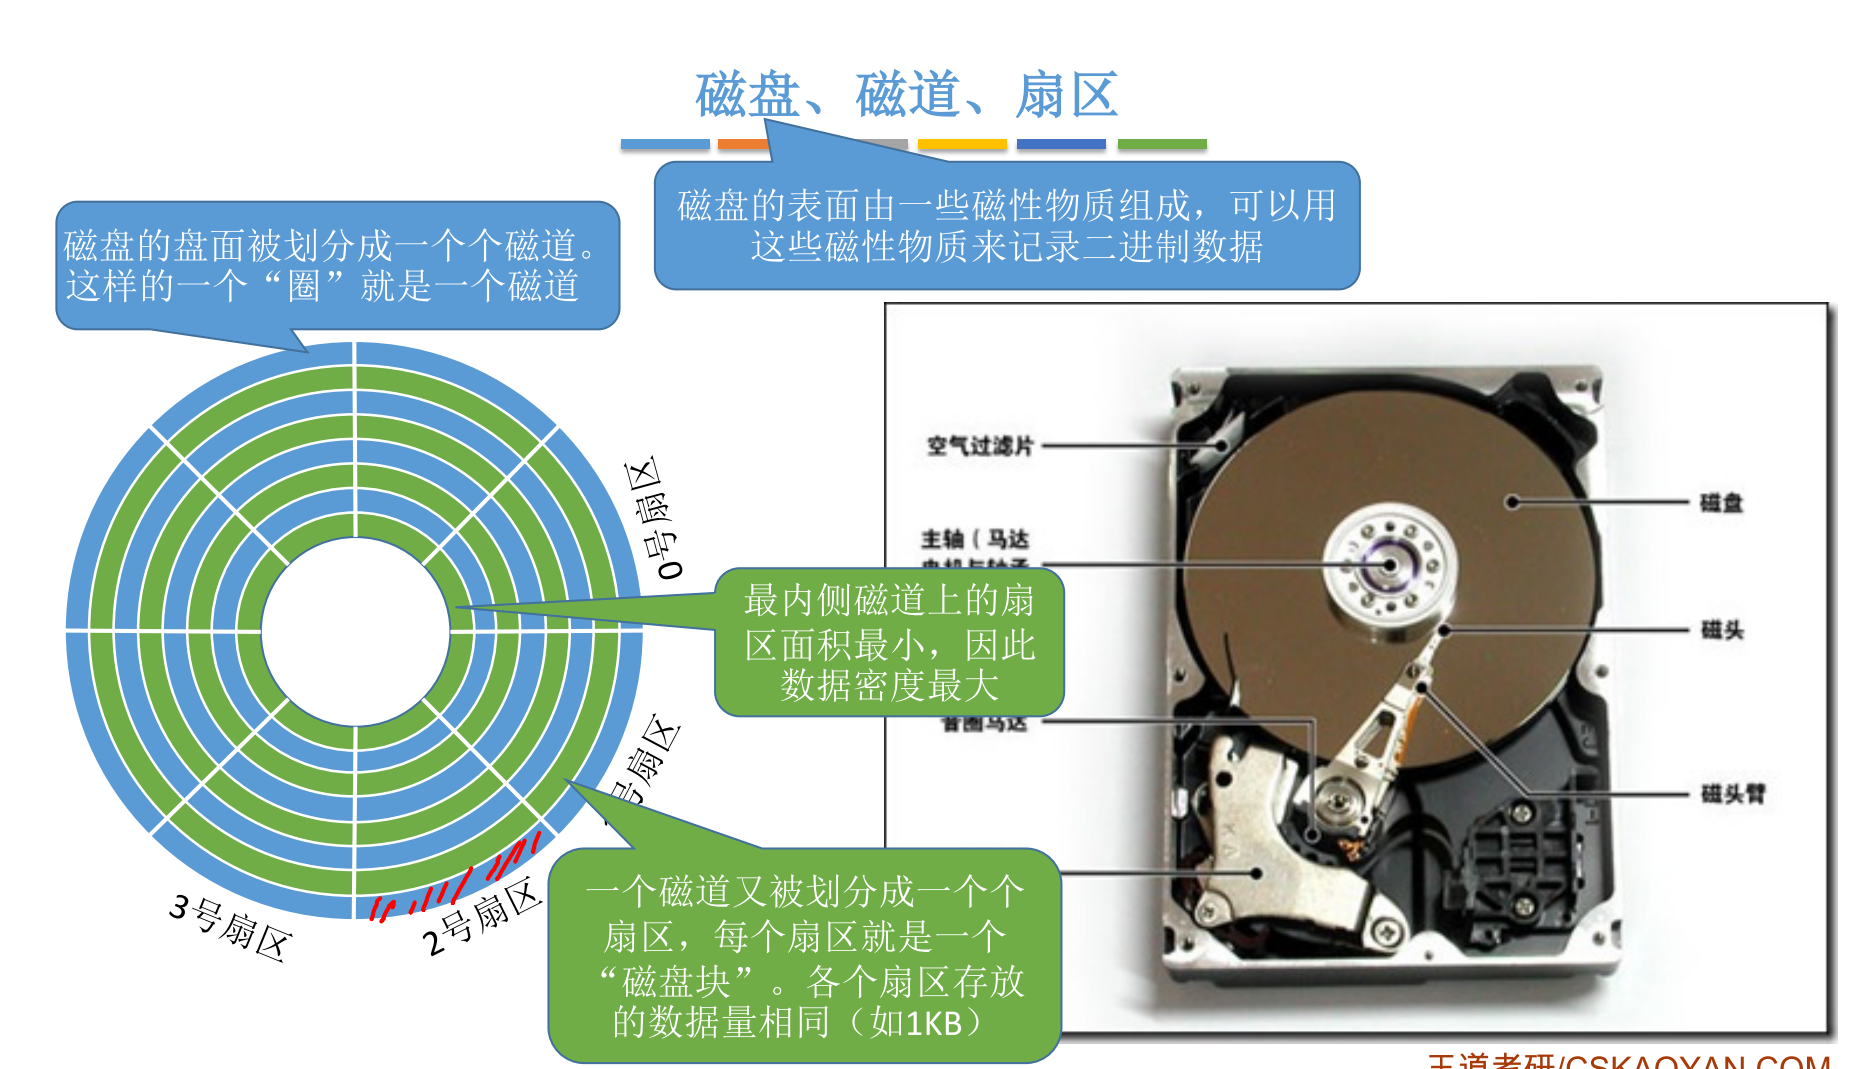 磁盘、磁道、扇区
磁盘的表面由一些磁性物质组成，可以用
这些磁性物质来记录二进制数据
磁盘的盘面被划分成一个个磁道。
这样的一个“圈”就是一个磁道
0号扇区
号扇区
2号扇区
3号扇区
最内侧磁道上的扇
区面积最小，因此
数据密度最大
一个磁道又被划分成一个个
扇区，每个扇区就是一个
“磁盘块”。各个扇区存放
的数据量相同（如1KB）
空气过滤片
主轴（马达
音圈马达
磁盘
磁头
磁头臂
王道考研/CSKAOYAN.COM